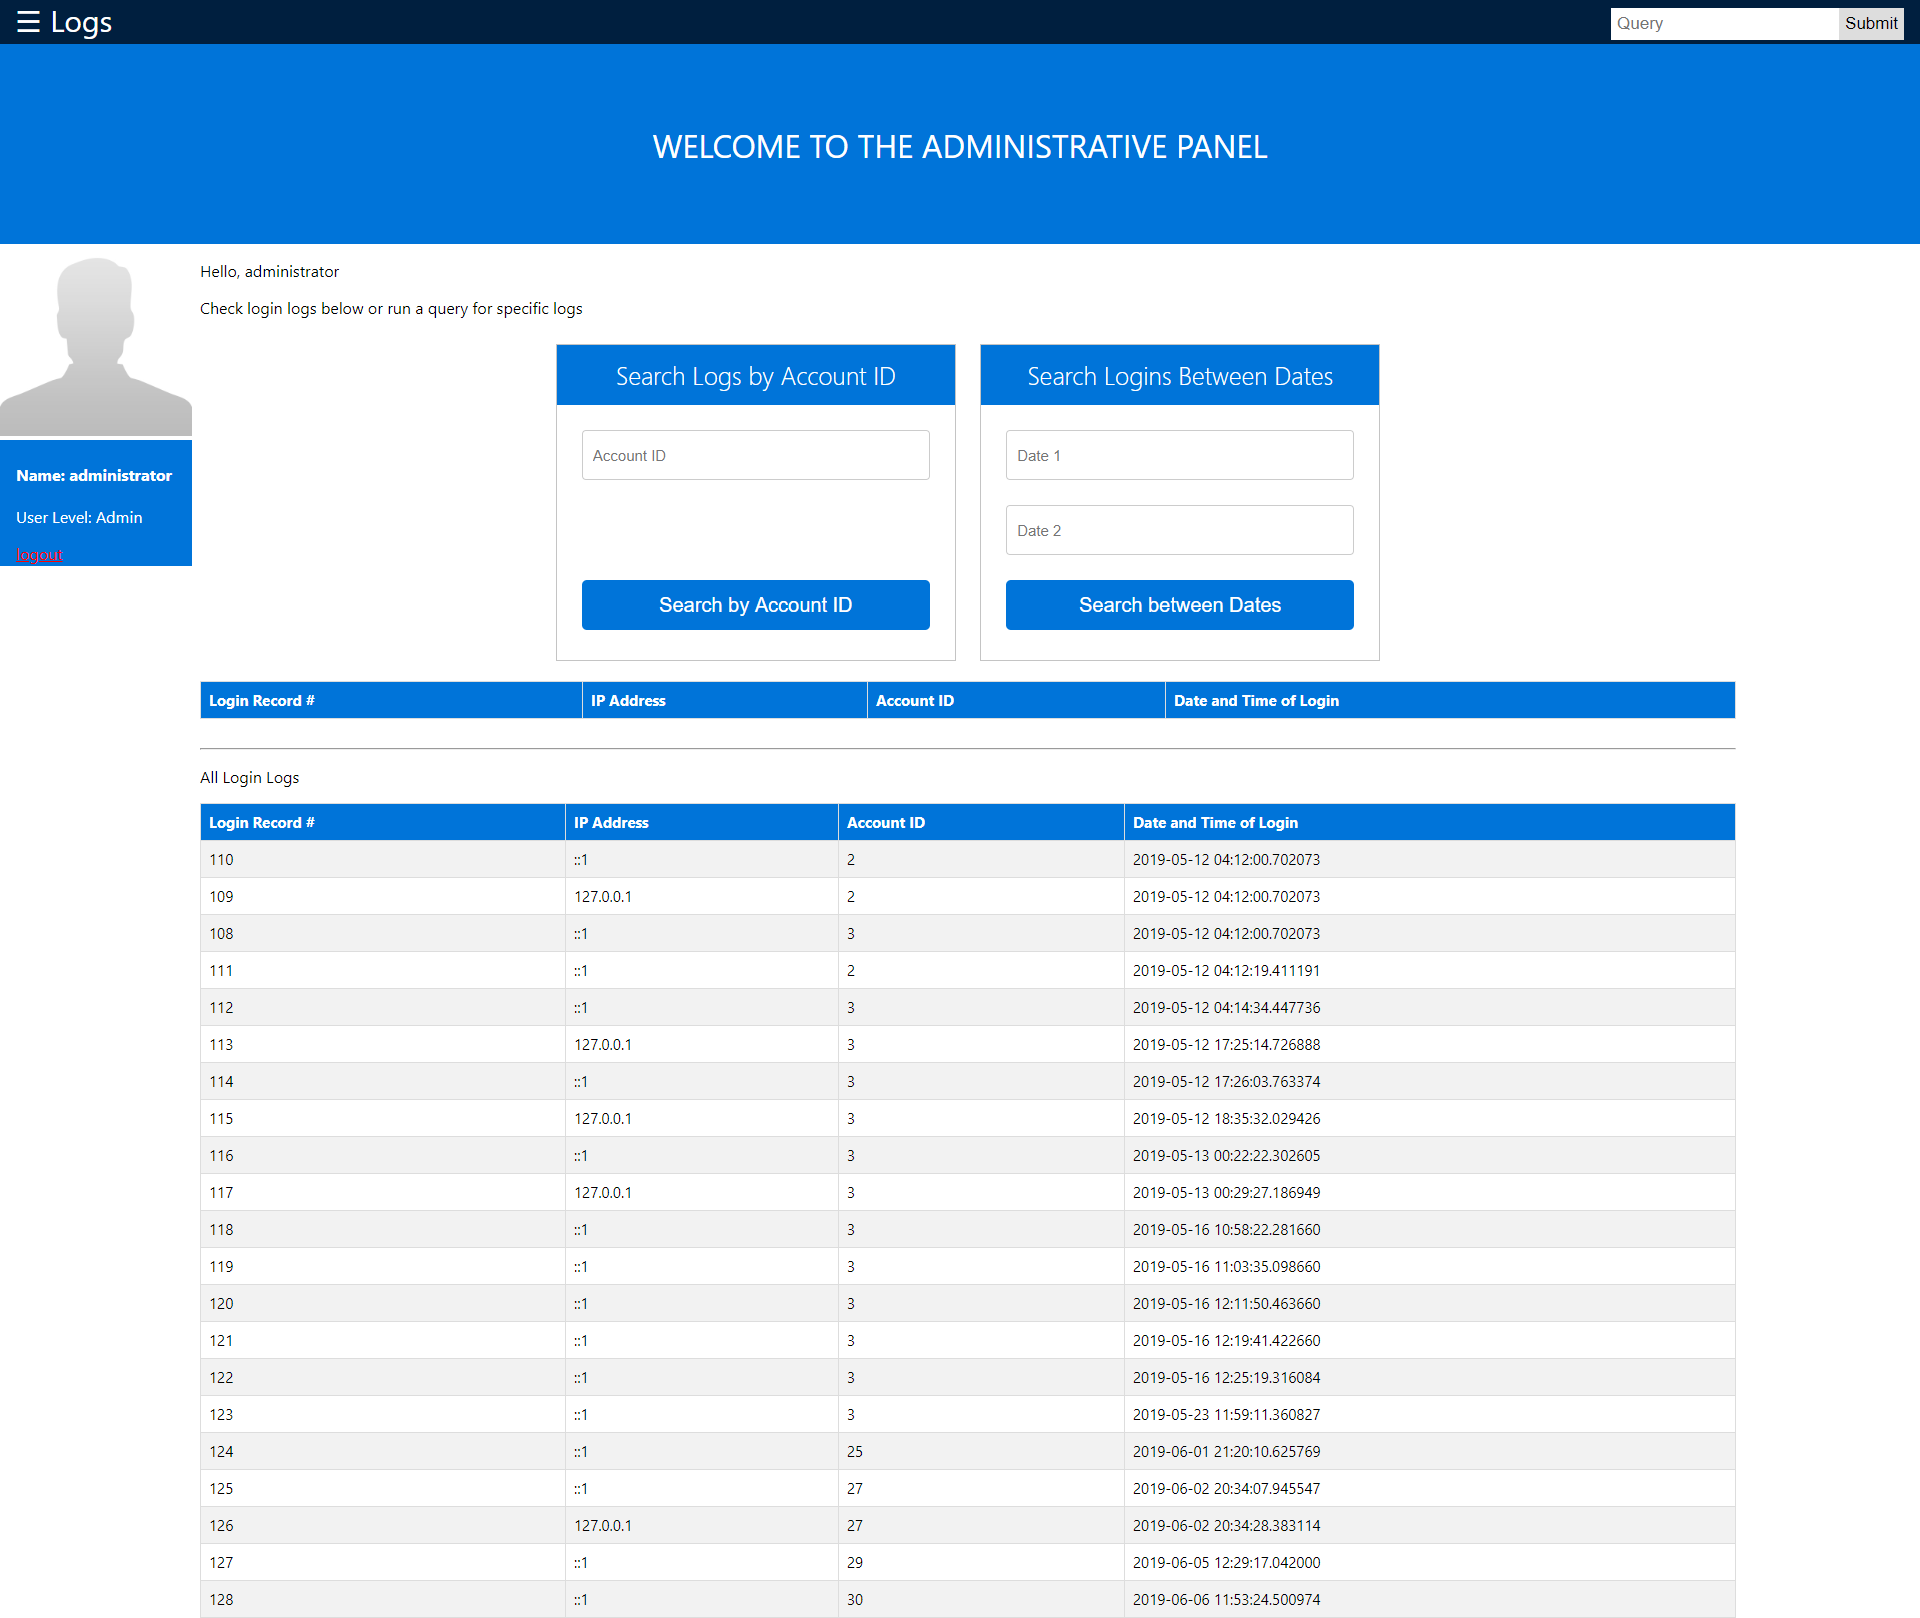 ☰ Logs
Query Submit
WELCOME TO THE ADMINISTRATIVE PANEL
Hello, administrator
Check login logs below or run a query for specific logs
Name: administrator
User Level: Admin
logout
Search Logs by Account ID
Account ID
Search by Account ID
Search Logins Between Dates
Date 1
Date 2
Search between Dates
Login Record # IP Address Account ID Date and Time of Login
All Login Logs
Login Record # IP Address Account ID Date and Time of Login
110 ::1 2 2019-05-12 04:12:00.702073
109 127.0.0.1 2 2019-05-12 04:12:00.702073
108 ::1 3 2019-05-12 04:12:00.702073
111 ::1 2 2019-05-12 04:12:19.411191
112 ::1 3 2019-05-12 04:14:34.447736
113 127.0.0.1 3 2019-05-12 17:25:14.726888
114 ::1 3 2019-05-12 17:26:03.763374
115 127.0.0.1 3 2019-05-12 18:35:32.029426
116 ::1 3 2019-05-13 00:22:22.302605
117 127.0.0.1 3 2019-05-13 00:29:27.186949
118 ::1 3 2019-05-16 10:58:22.281660
119 ::1 3 2019-05-16 11:03:35.098660
120 ::1 3 2019-05-16 12:11:50.463660
121 ::1 3 2019-05-16 12:19:41.422660
122 ::1 3 2019-05-16 12:25:19.316084
123 ::1 3 2019-05-23 11:59:11.360827
124 ::1 25 2019-06-01 21:20:10.625769
125 ::1 27 2019-06-02 20:34:07.945547
126 127.0.0.1 27 2019-06-02 20:34:28.383114
127 ::1 29 2019-06-05 12:29:17.042000
128 ::1 30 2019-06-06 11:53:24.500974